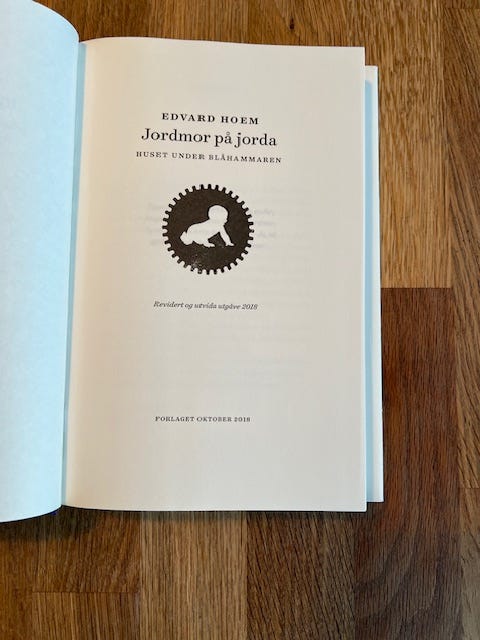 EDVARD HOEM
Jordmor på jorda
HUSET UNDER BLÅHAMMAREN
Revidert og utvida utgåve 2018
FORLAGET OKTOBER 2018